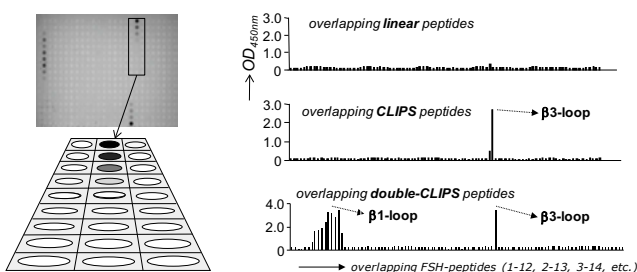 OD450nm
3.0
2.0
1.0
0
overlapping linear peptides
3.0
2.0
1.0
0
overlapping CLIPS peptides
β3-loop
overlapping double-CLIPS peptides
4.0
2.0
0
β1-loop
β3-loop
overlapping FSH-peptides (1-12, 2-13, 3-14, etc.)